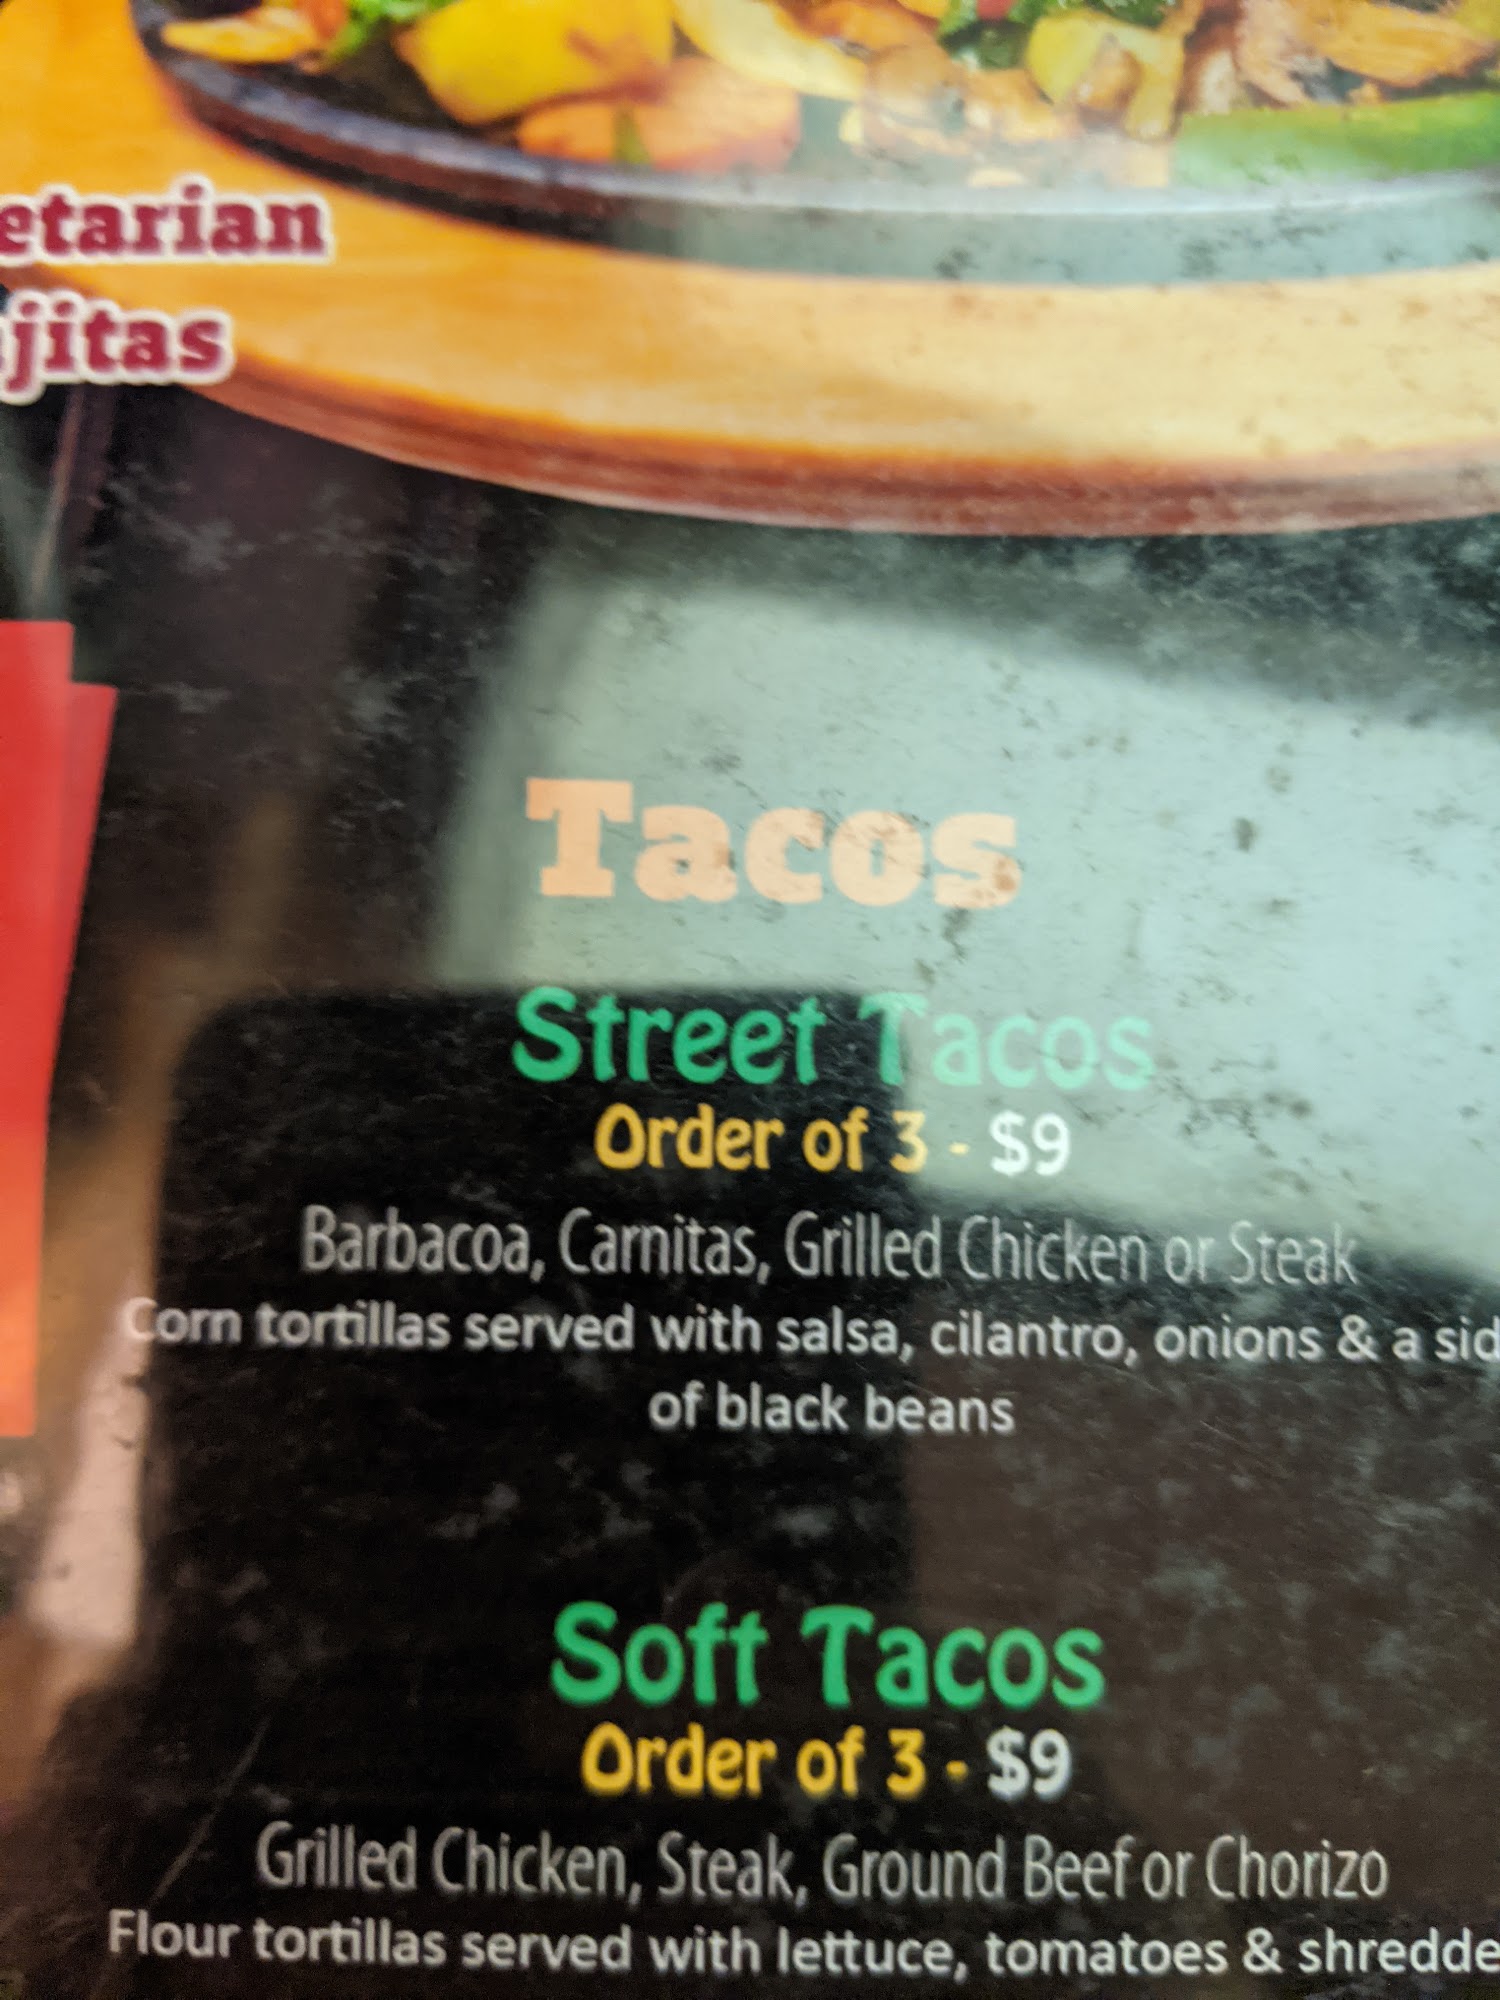 etarian
jitas
Tacos
Street Tacos
Order of 3 - $9
Barbacoa, Carnitas, Grilled Chicken or Steak
Corn tortillas served with salsa, cilantro, onions & a sid
of black beans
Soft Tacos
Order of 3 - $9
Grilled Chicken, Steak, Ground Beef or Chorizo
Flour tortillas served with lettuce, tomatoes & shredde